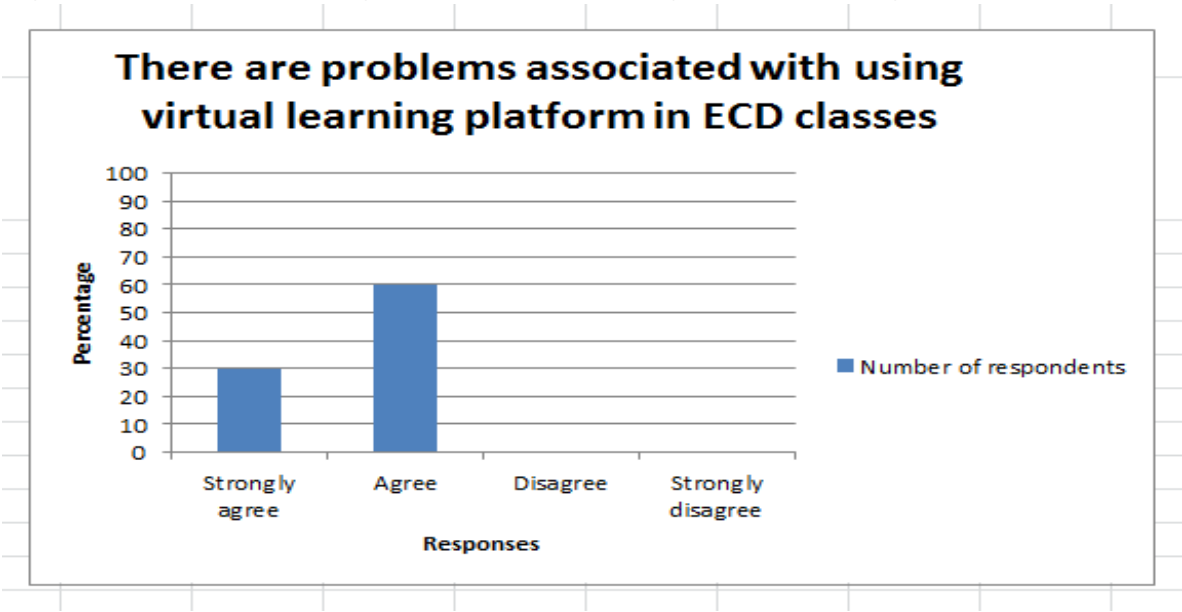 There are problems associated with using
virtual learning platform in ECD classes
100
90
80
70
60
50
40
30
20
10
0
Percentage
Strongly agree
Agree
Disagree
Strongly disagree
Responses
Number of respondents